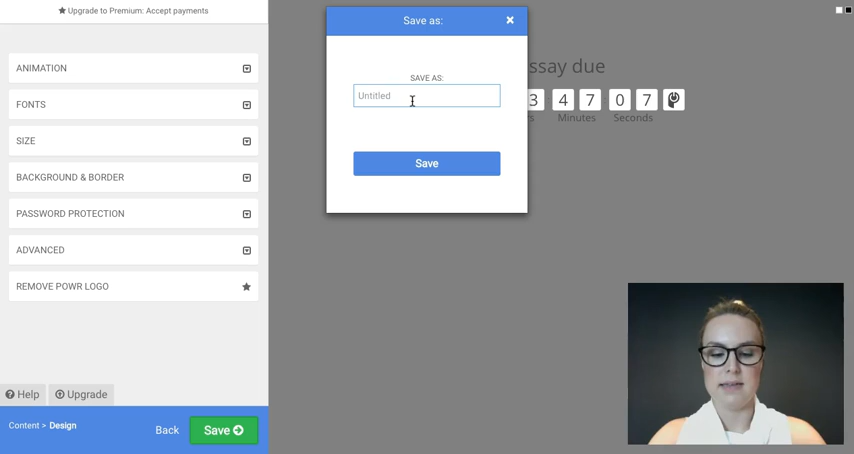 Upgrade to Premium: Accept payments
ANIMATION
FONTS
SIZE
BACKGROUND & BORDER
PASSWORD PROTECTION
ADVANCED
REMOVE POWR LOGO
Help
Upgrade
Content > Design
Back
Save
Save as:
SAVE AS:
Untitled
Save
ssay due
3 4 7 0 7
Minutes Seconds